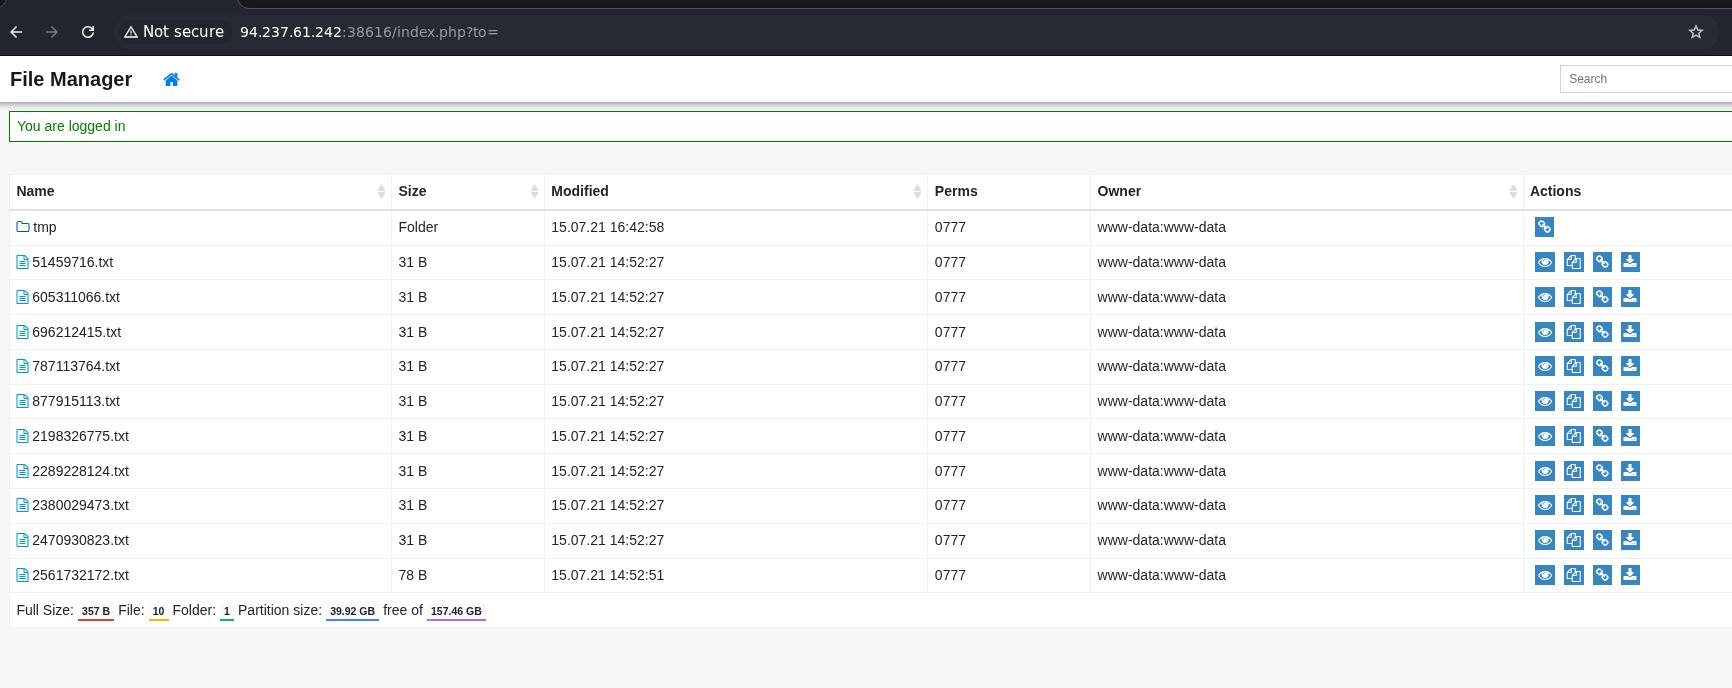 Not secure 94.237.61.242:38616/index.php?to=
File Manager Search
You are logged in
Name Size Modified Perms Owner Actions
tmp Folder 15.07.21 16:42:58 0777 www-data:www-data
51459716.txt 31 B 15.07.21 14:52:27 0777 www-data:www-data
605311066.txt 31 B 15.07.21 14:52:27 0777 www-data:www-data
696212415.txt 31 B 15.07.21 14:52:27 0777 www-data:www-data
787113764.txt 31 B 15.07.21 14:52:27 0777 www-data:www-data
877915113.txt 31 B 15.07.21 14:52:27 0777 www-data:www-data
2198326775.txt 31 B 15.07.21 14:52:27 0777 www-data:www-data
2289228124.txt 31 B 15.07.21 14:52:27 0777 www-data:www-data
2380029473.txt 31 B 15.07.21 14:52:27 0777 www-data:www-data
2470930823.txt 31 B 15.07.21 14:52:27 0777 www-data:www-data
2561732172.txt 78 B 15.07.21 14:52:51 0777 www-data:www-data
Full Size: 357 B File: 10 Folder: 1 Partition size: 39.92 GB free of 157.46 GB